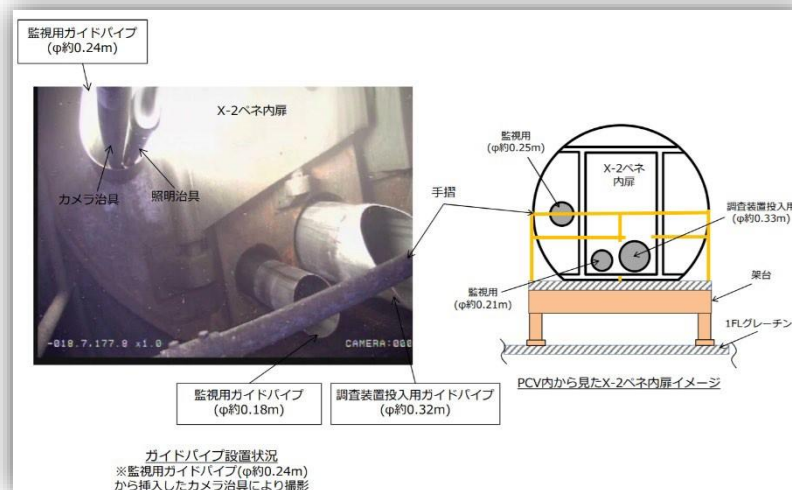 監視用ガイドパイプ
(φ約0.24m)
X-2ペネ内扉
カメラ治具
照明治具
手摺
-018.7,177.8 x1.0
CAMERA:000
監視用ガイドパイプ
(φ約0.18m)
調査装置投入用ガイドパイプ
(φ約0.32m)
ガイドパイプ設置状況
※監視用ガイドパイプ(φ約0.24m)
から挿入したカメラ治具により撮影
監視用
(φ約0.25m)
X-2ペネ
内扉
調査装置投入用
(φ約0.33m)
監視用
(φ約0.21m)
架台
1FLグレーチン
PCV内から見たX-2ペネ内扉イメージ